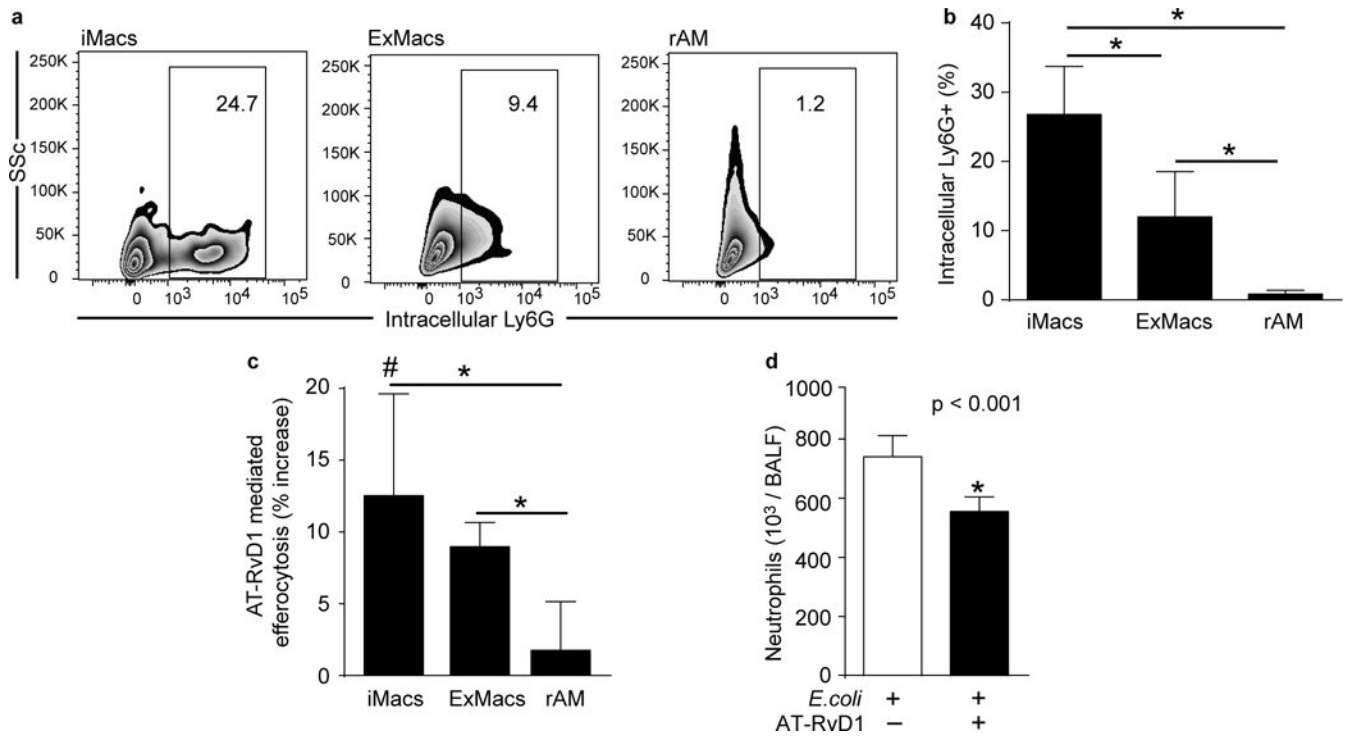 a
iMacs
ExMacs
rAM
250K
200K
150K
100K
50K
0
24.7
0 10³ 10⁴ 10⁵
250K
200K
150K
100K
50K
0
9.4
0 10³ 10⁴ 10⁵
250K
200K
150K
100K
50K
0
1.2
0 10³ 10⁴ 10⁵
SSc
Intracellular Ly6G
b
40
30
20
10
0
Intracellular Ly6G+ (%)
*
*
*
iMacs ExMacs rAM
c
20
15
10
5
0
AT-RvD1 mediated
efferocytosis (% increase)
#
*
*
iMacs ExMacs rAM
d
1000
800
600
400
200
0
Neutrophils (10³ / BALF)
p < 0.001
*
E.coli + +
AT-RvD1 − +